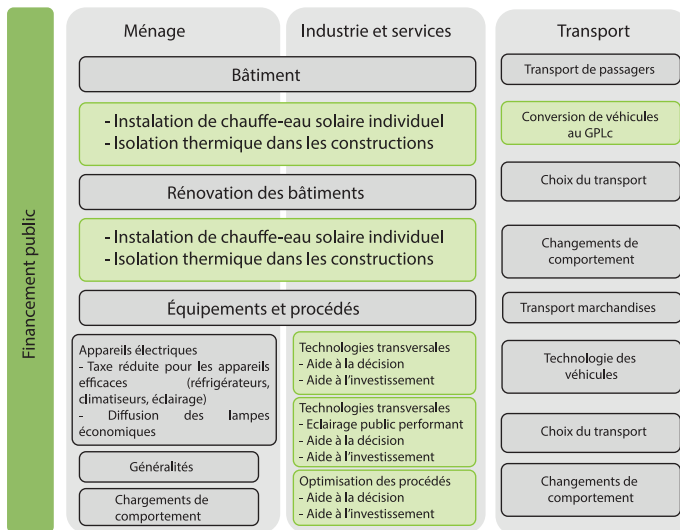 Financement public
Ménage
Industrie et services
Bâtiment
- Instalation de chauffe-eau solaire individuel
- Isolation thermique dans les constructions
Rénovation des bâtiments
- Instalation de chauffe-eau solaire individuel
- Isolation thermique dans les constructions
Équipements et procédés
Appareils électriques
- Taxe réduite pour les appareils
efficaces (réfrigérateurs,
climatiseurs, éclairage)
- Diffusion des lampes
économiques
Généralités
Chargements de
comportement
Technologies transversales
- Aide à la décision
- Aide à l'investissement
Technologies transversales
- Eclairage public performant
- Aide à la décision
- Aide à l'investissement
Optimisation des procédés
- Aide à la décision
- Aide à l'investissement
Transport
Transport de passagers
Conversion de véhicules
au GPLc
Choix du transport
Changements de
comportement
Transport marchandises
Technologie des
véhicules
Choix du transport
Changements de
comportement